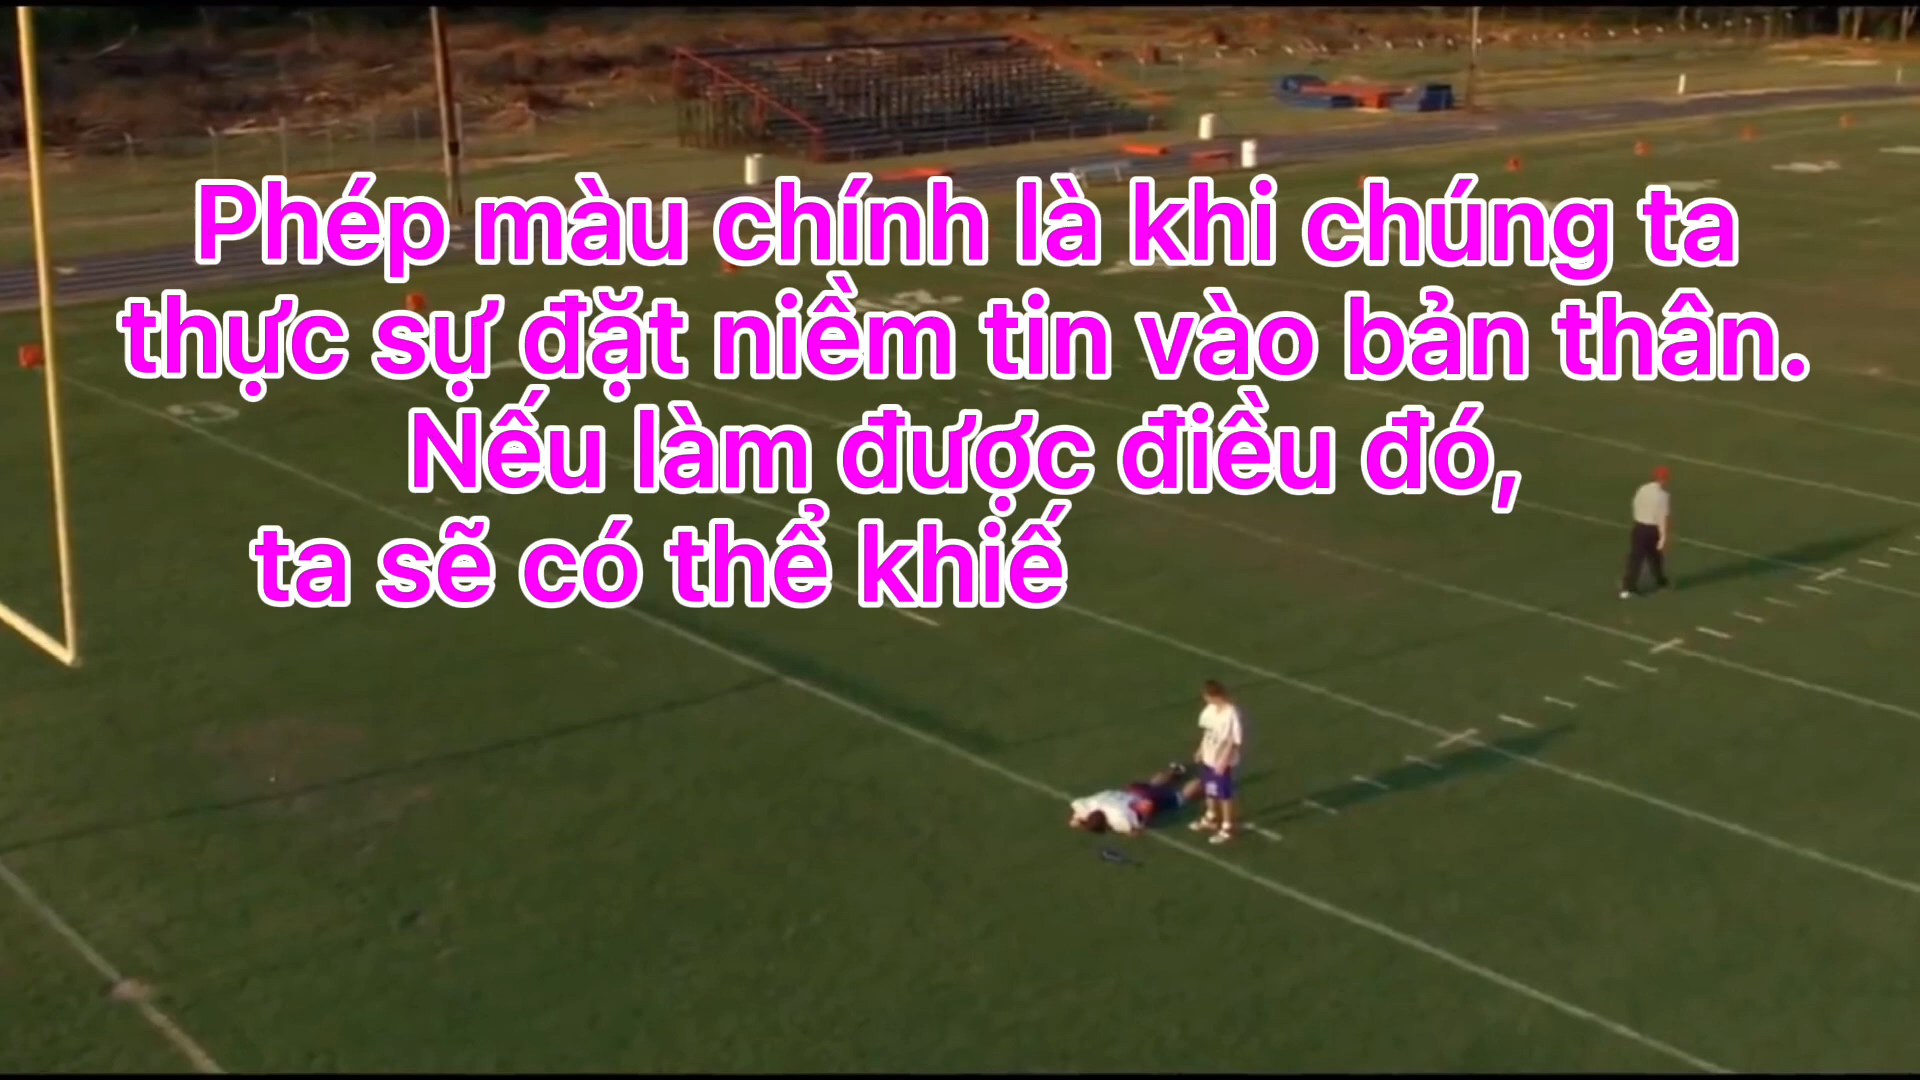 Phép màu chính là khi chúng ta
thực sự đặt niềm tin vào bản thân.
Nếu làm được điều đó,
ta sẽ có thể khiế